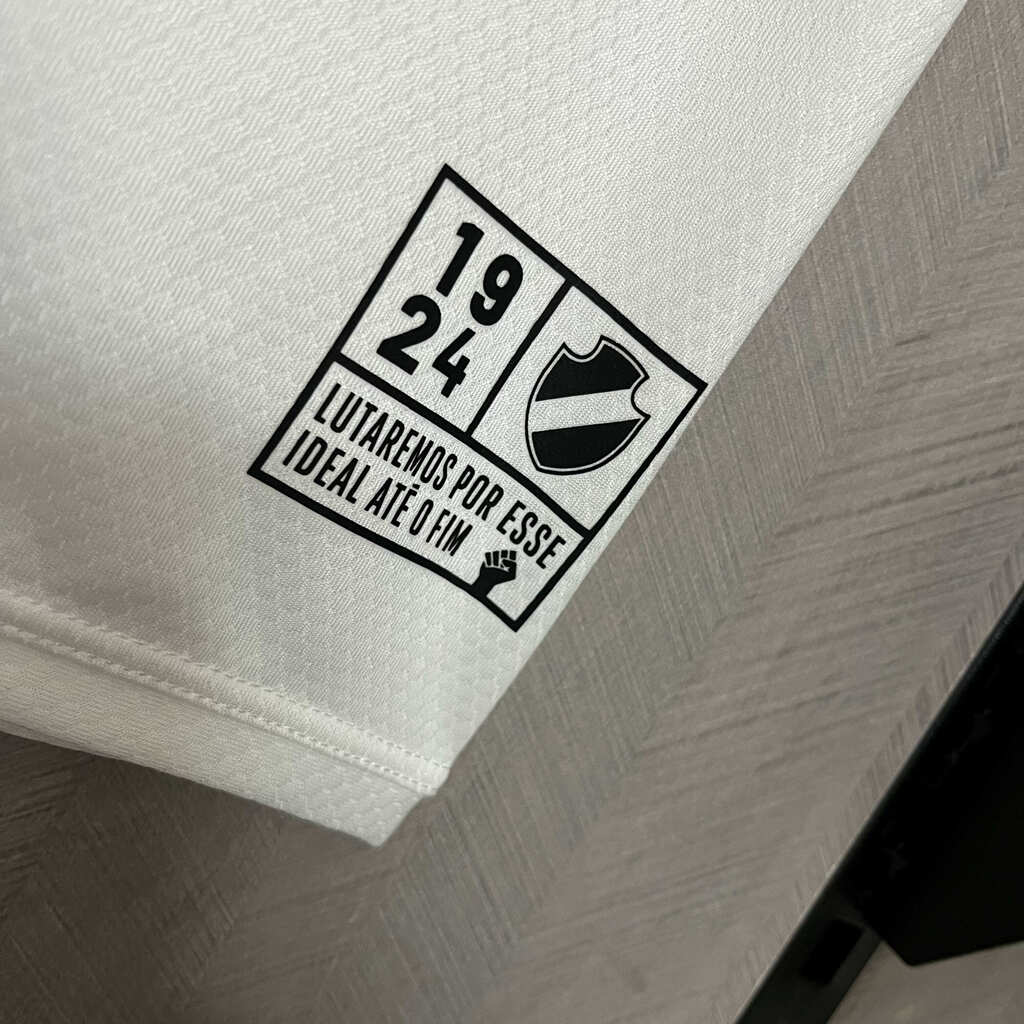 19
24
LUTAREMOS POR ESSE
IDEAL ATÉ O FIM